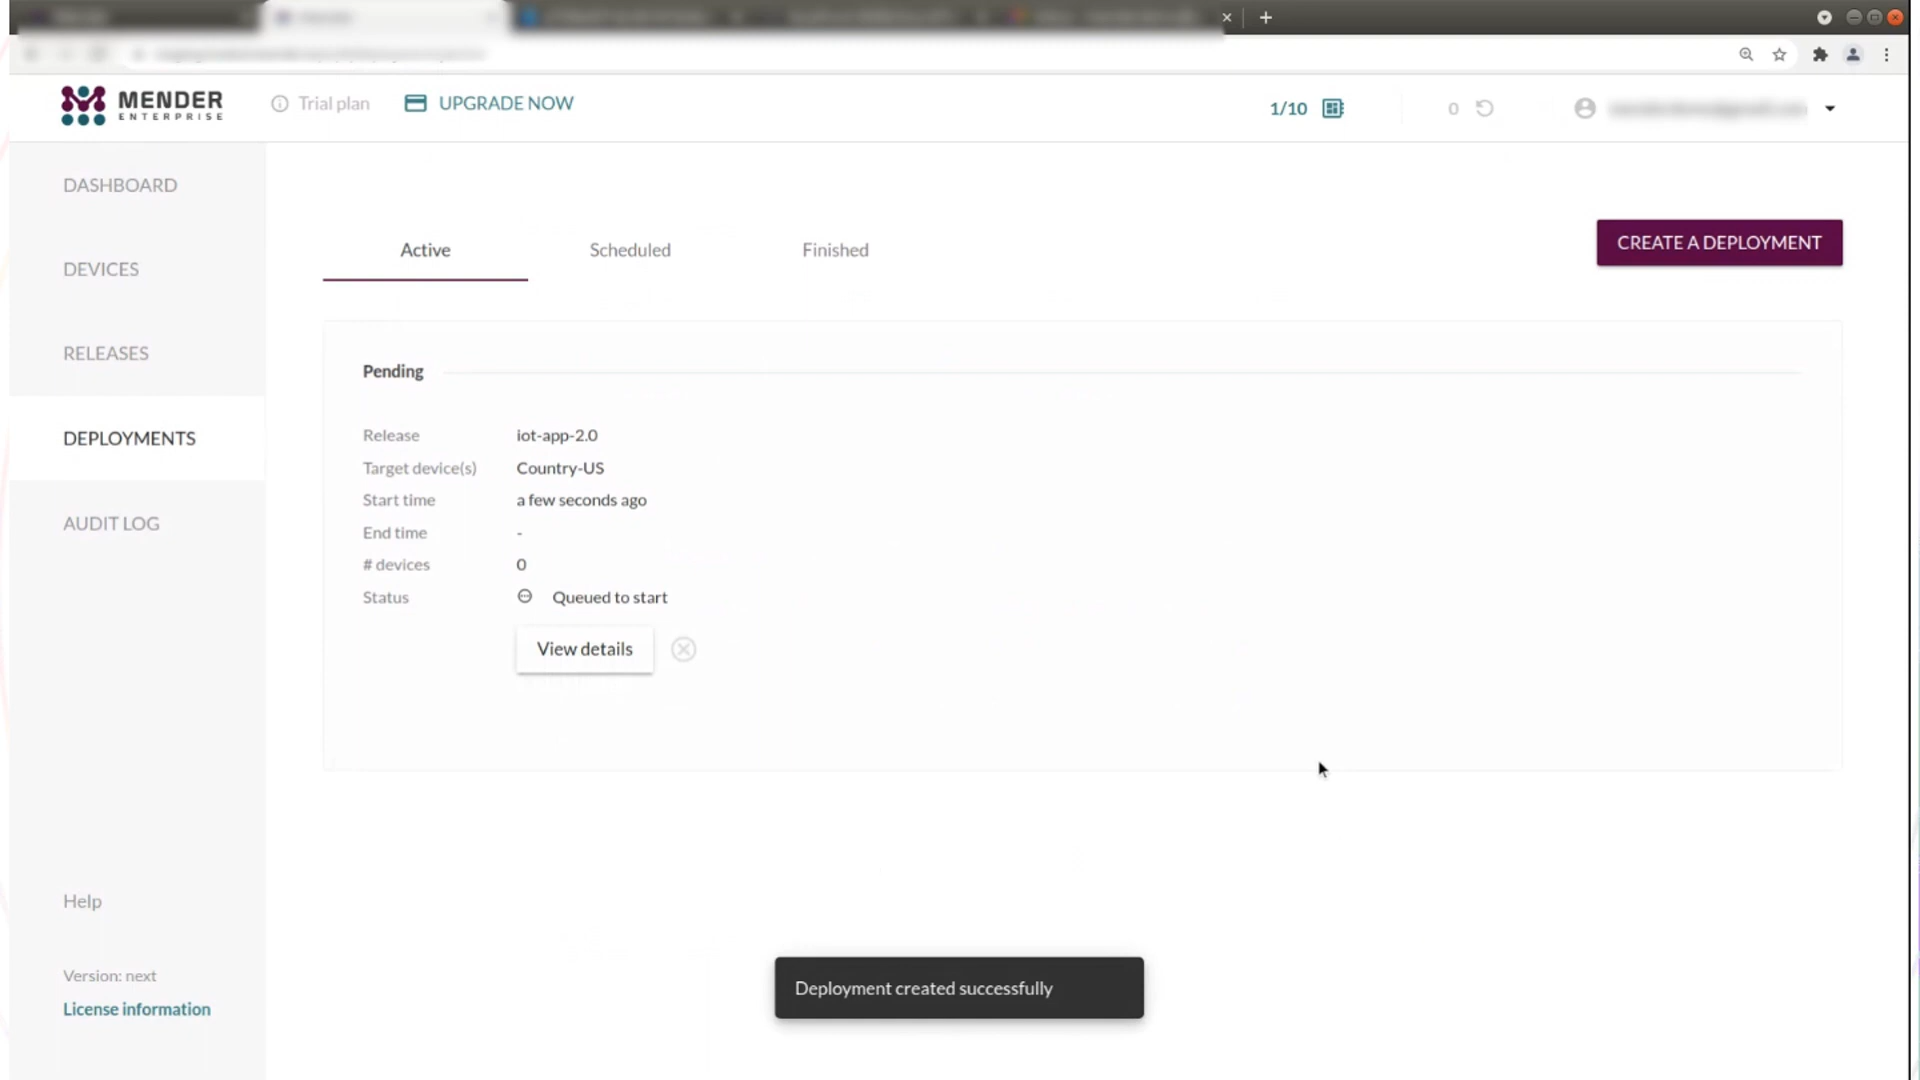 MENDER
ENTERPRISE
Trial plan
UPGRADE NOW
1/10
0
DASHBOARD
DEVICES
RELEASES
DEPLOYMENTS
AUDIT LOG
Help
Version: next
License information
Active
Scheduled
Finished
CREATE A DEPLOYMENT
Pending
Release iot-app-2.0
Target device(s) Country-US
Start time a few seconds ago
End time -
# devices 0
Status Queued to start
View details
Deployment created successfully